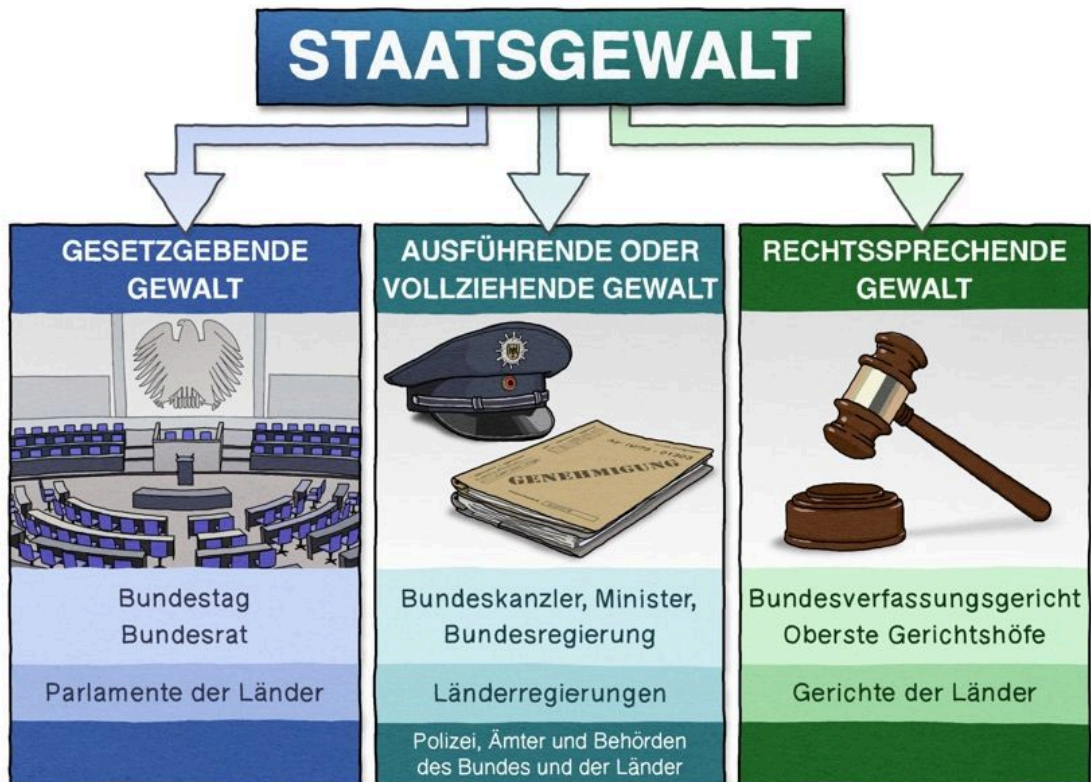 STAATSGEWALT
GESETZGEBENDE
GEWALT
Bundestag
Bundesrat
Parlamente der Länder
AUSFÜHRENDE ODER
VOLLZIEHENDE GEWALT
GENEHMIGUNG
Bundeskanzler, Minister,
Bundesregierung
Länderregierungen
Polizei, Ämter und Behörden
des Bundes und der Länder
RECHTSSPRECHENDE
GEWALT
Bundesverfassungsgericht
Oberste Gerichtshöfe
Gerichte der Länder